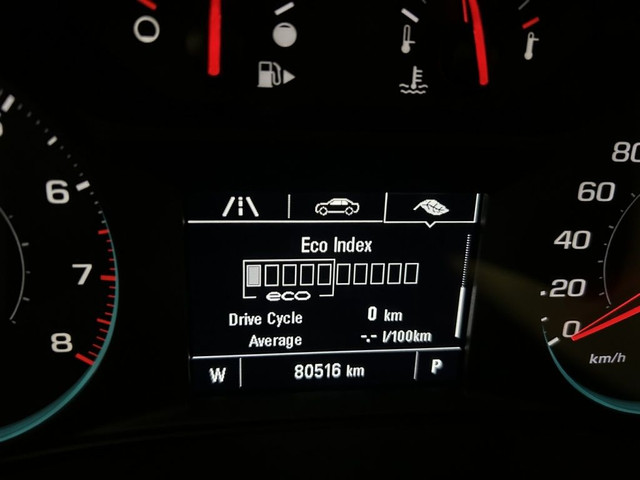 6
7
8
Eco Index
eco
Drive Cycle 0 km
Average -.- l/100km
W 80516 km P
80
60
40
20
0
km/h